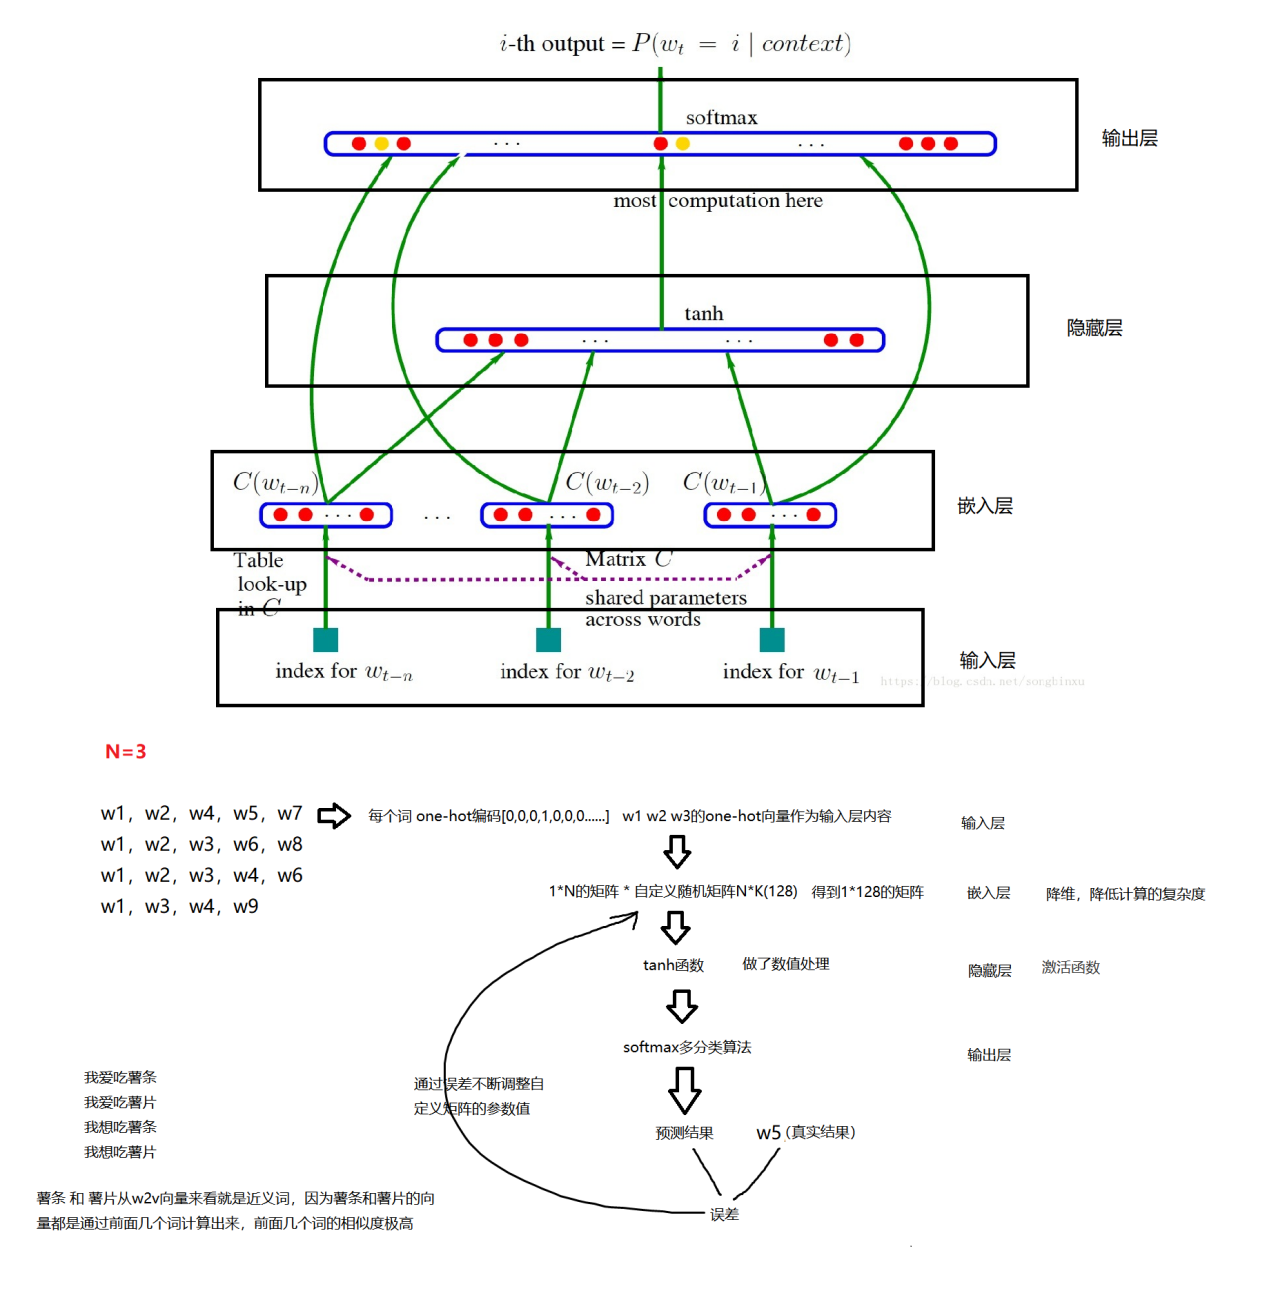 i-th output = P(w_t = i | context)
softmax
· · ·
· · ·
输出层
most computation here
tanh
· · ·
· · ·
隐藏层
C(w_{t−n})
C(w_{t−2})
C(w_{t−1})
· · ·
· · ·
· · ·
· · ·
嵌入层
Table
look-up
in C
Matrix C
shared parameters
across words
输入层
index for w_{t−n}
index for w_{t−2}
index for w_{t−1}
https://blog.csdn.net/songbinxu
N=3
w1，w2，w4，w5，w7
w1，w2，w3，w6，w8
w1，w2，w3，w4，w6
w1，w3，w4，w9
每个词 one-hot编码[0,0,0,1,0,0,0......] w1 w2 w3的one-hot向量作为输入层内容
输入层
1*N的矩阵 * 自定义随机矩阵N*K(128) 得到1*128的矩阵
嵌入层
降维，降低计算的复杂度
tanh函数
做了数值处理
隐藏层
激活函数
softmax多分类算法
输出层
通过误差不断调整自
定义矩阵的参数值
预测结果
w5 (真实结果)
误差
我爱吃薯条
我爱吃薯片
我想吃薯条
我想吃薯片
薯条 和 薯片从w2v向量来看就是近义词，因为薯条和薯片的向
量都是通过前面几个词计算出来，前面几个词的相似度极高